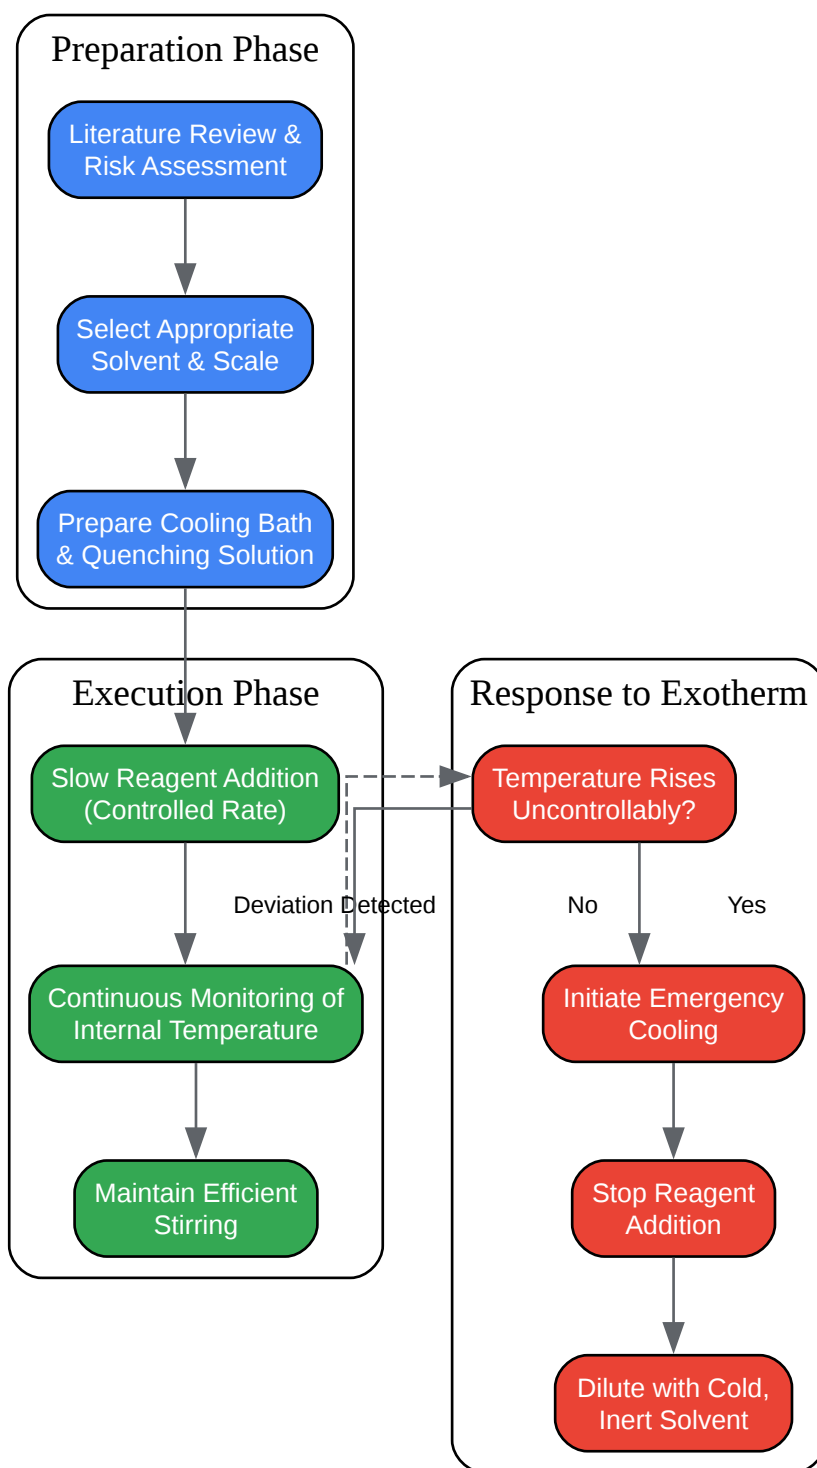 Preparation Phase
Literature Review &
Risk Assessment
Select Appropriate
Solvent & Scale
Prepare Cooling Bath
& Quenching Solution
Execution Phase
Slow Reagent Addition
(Controlled Rate)
Deviation Detected
Continuous Monitoring of
Internal Temperature
Maintain Efficient
Stirring
Response to Exotherm
Temperature Rises
Uncontrollably?
No
Yes
Initiate Emergency
Cooling
Stop Reagent
Addition
Dilute with Cold,
Inert Solvent